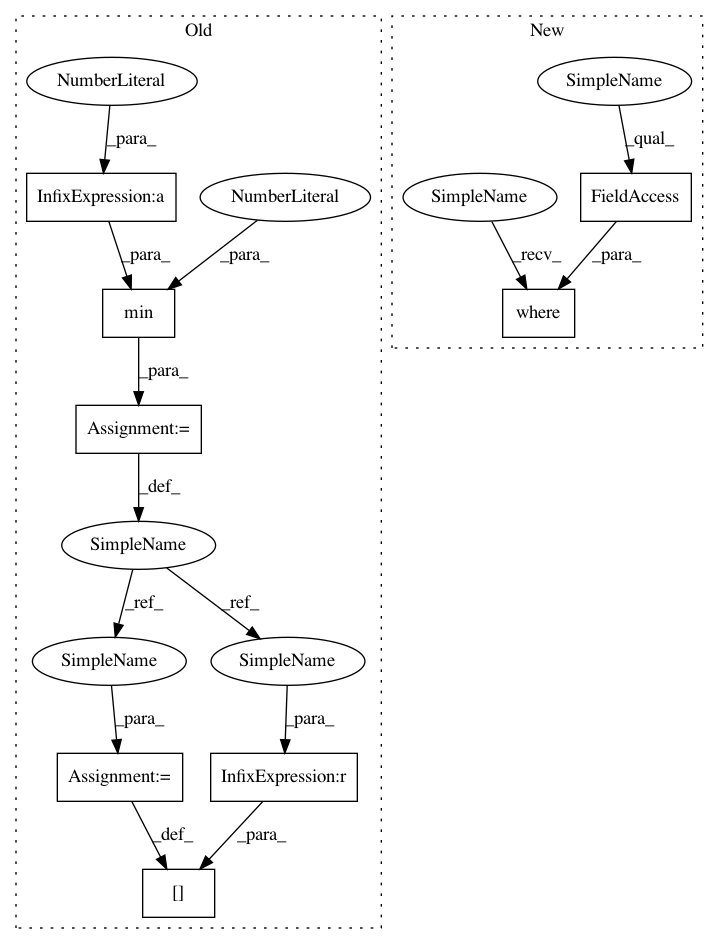 Old
New
NumberLiteral
SimpleName
_para_
_qual_
InfixExpression:a
NumberLiteral
SimpleName
FieldAccess
_para_
_para_
_recv_
_para_
min
where
_para_
Assignment:=
_def_
SimpleName
_ref_
_ref_
SimpleName
SimpleName
_para_
_para_
Assignment:=
InfixExpression:r
_def_
_para_
[]